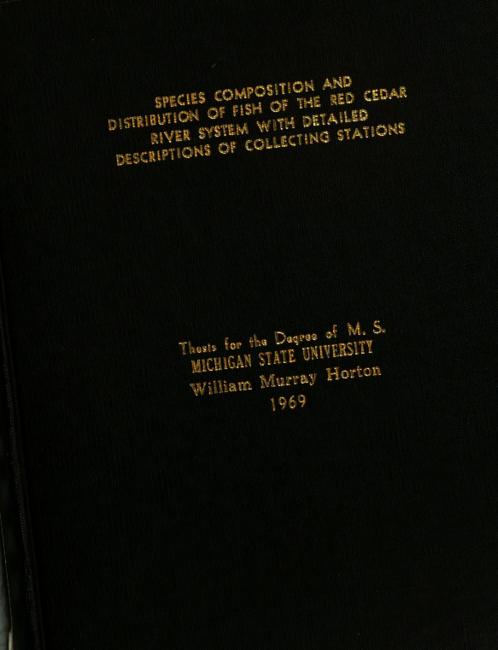 SPECIES COMPOSITION AND
DISTRIBUTION OF FISH OF THE RED CEDAR
RIVER SYSTEM WITH DETAILED
DESCRIPTIONS OF COLLECTING STATIONS
Thesis for the Degree of M. S.
MICHIGAN STATE UNIVERSITY
William Murray Horton
1969